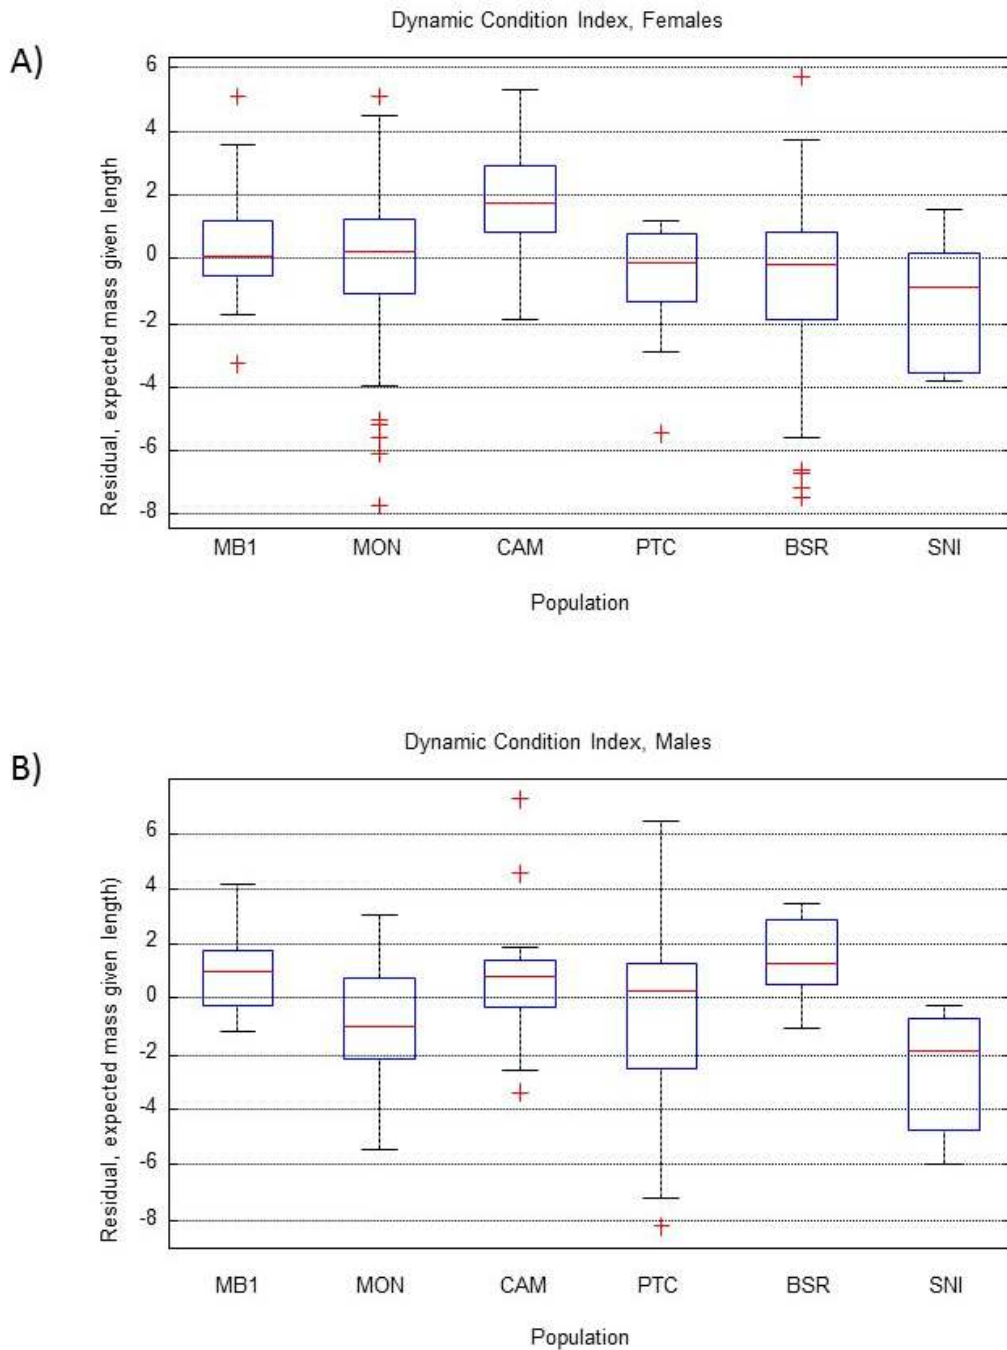 Dynamic Condition Index, Females
A)
6
4
2
0
-2
-4
-6
-8
Residual, expected mass given length
MB1 MON CAM PTC BSR SNI
Population
Dynamic Condition Index, Males
B)
6
4
2
0
-2
-4
-6
-8
Residual, expected mass given length)
MB1 MON CAM PTC BSR SNI
Population